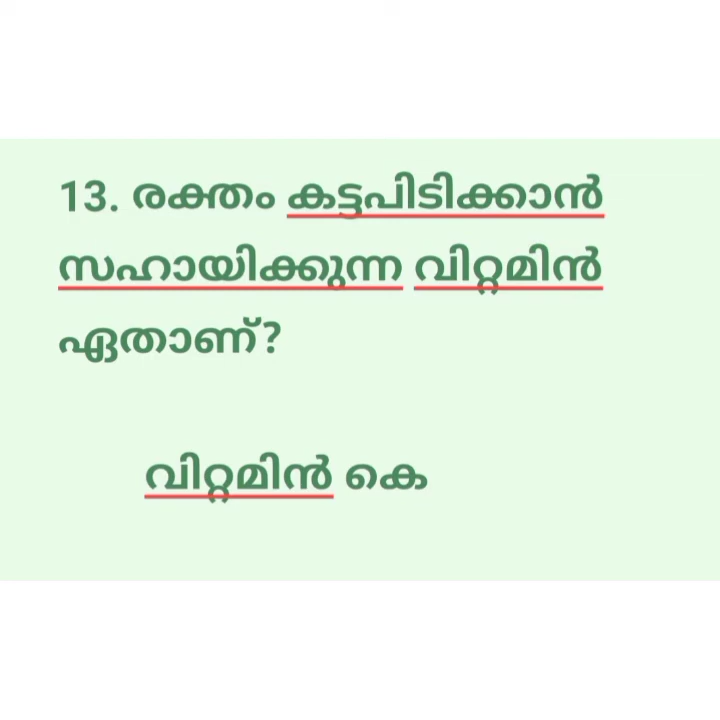 13. രക്തം കട്ടപിടിക്കാൻ
സഹായിക്കുന്ന വിറ്റമിൻ
ഏതാണ്?
വിറ്റമിൻ കെ